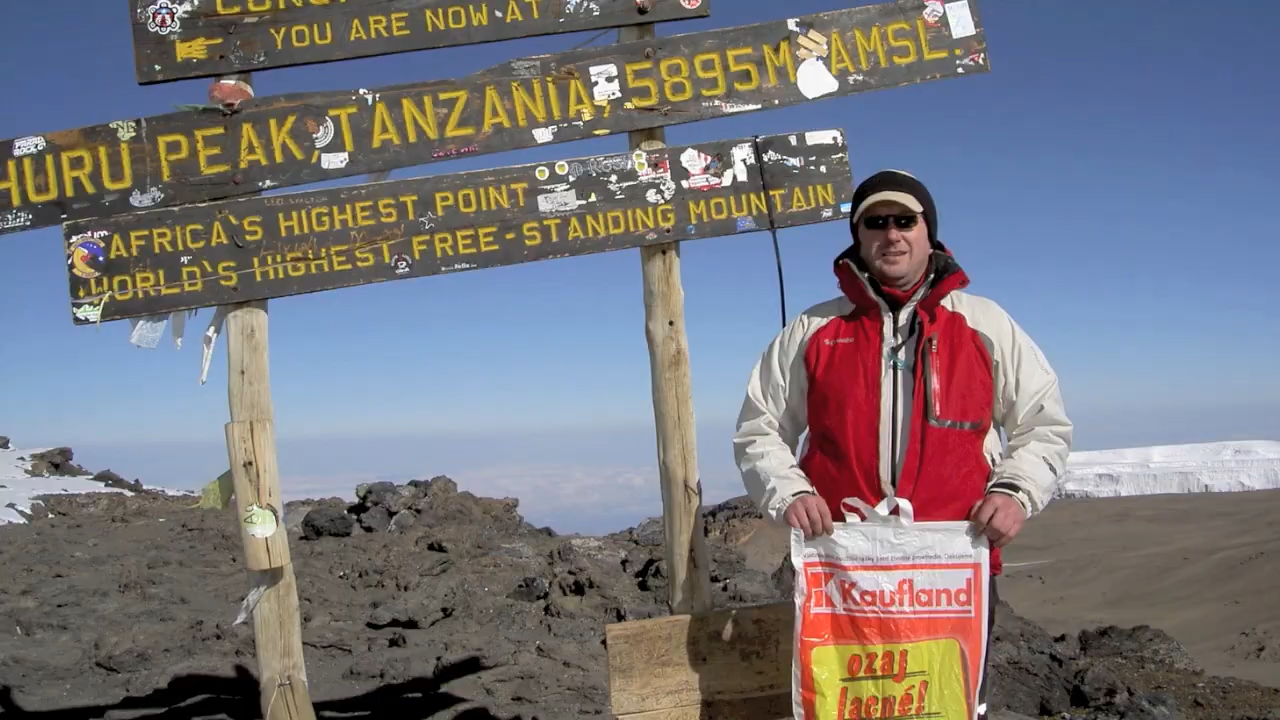 YOU ARE NOW AT
HURU PEAK, TANZANIA, 5895M AMSL.
AFRICA'S HIGHEST POINT
WORLD'S HIGHEST FREE-STANDING MOUNTAIN
K Kaufland
ozaj
lacné!